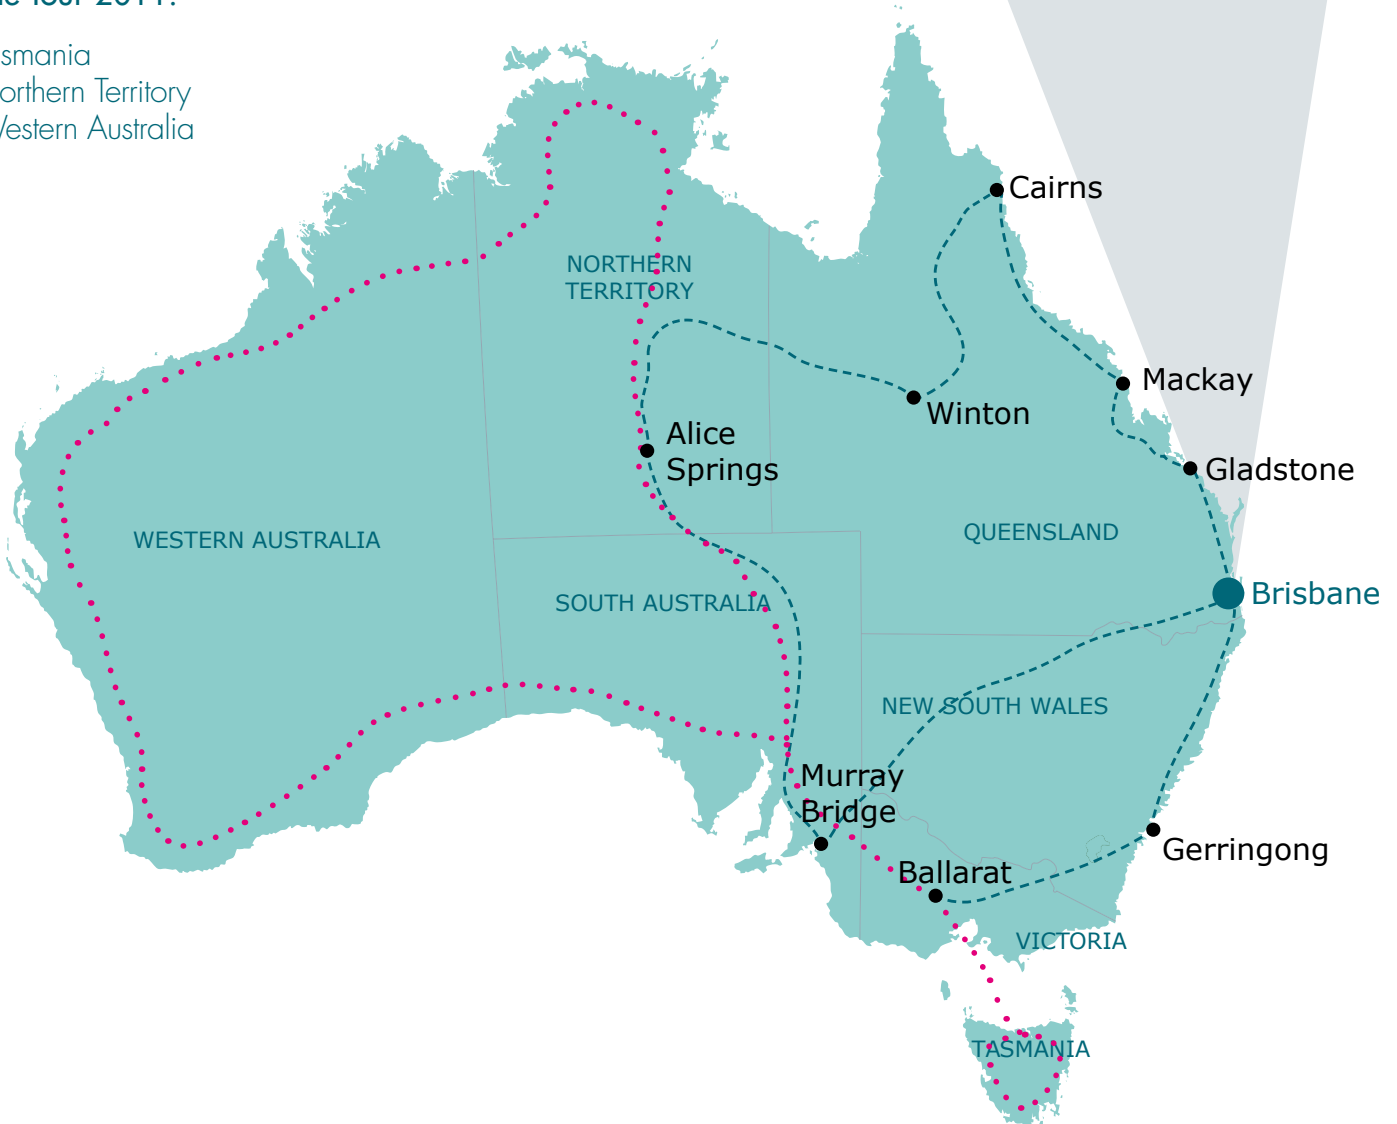 smania
orthern Territory
Western Australia
Cairns
NORTHERN
TERRITORY
Mackay
Winton
Alice
Springs
Gladstone
QUEENSLAND
WESTERN AUSTRALIA
Brisbane
SOUTH AUSTRALIA
NEW SOUTH WALES
Murray
Bridge
Gerringong
Ballarat
VICTORIA
TASMANIA